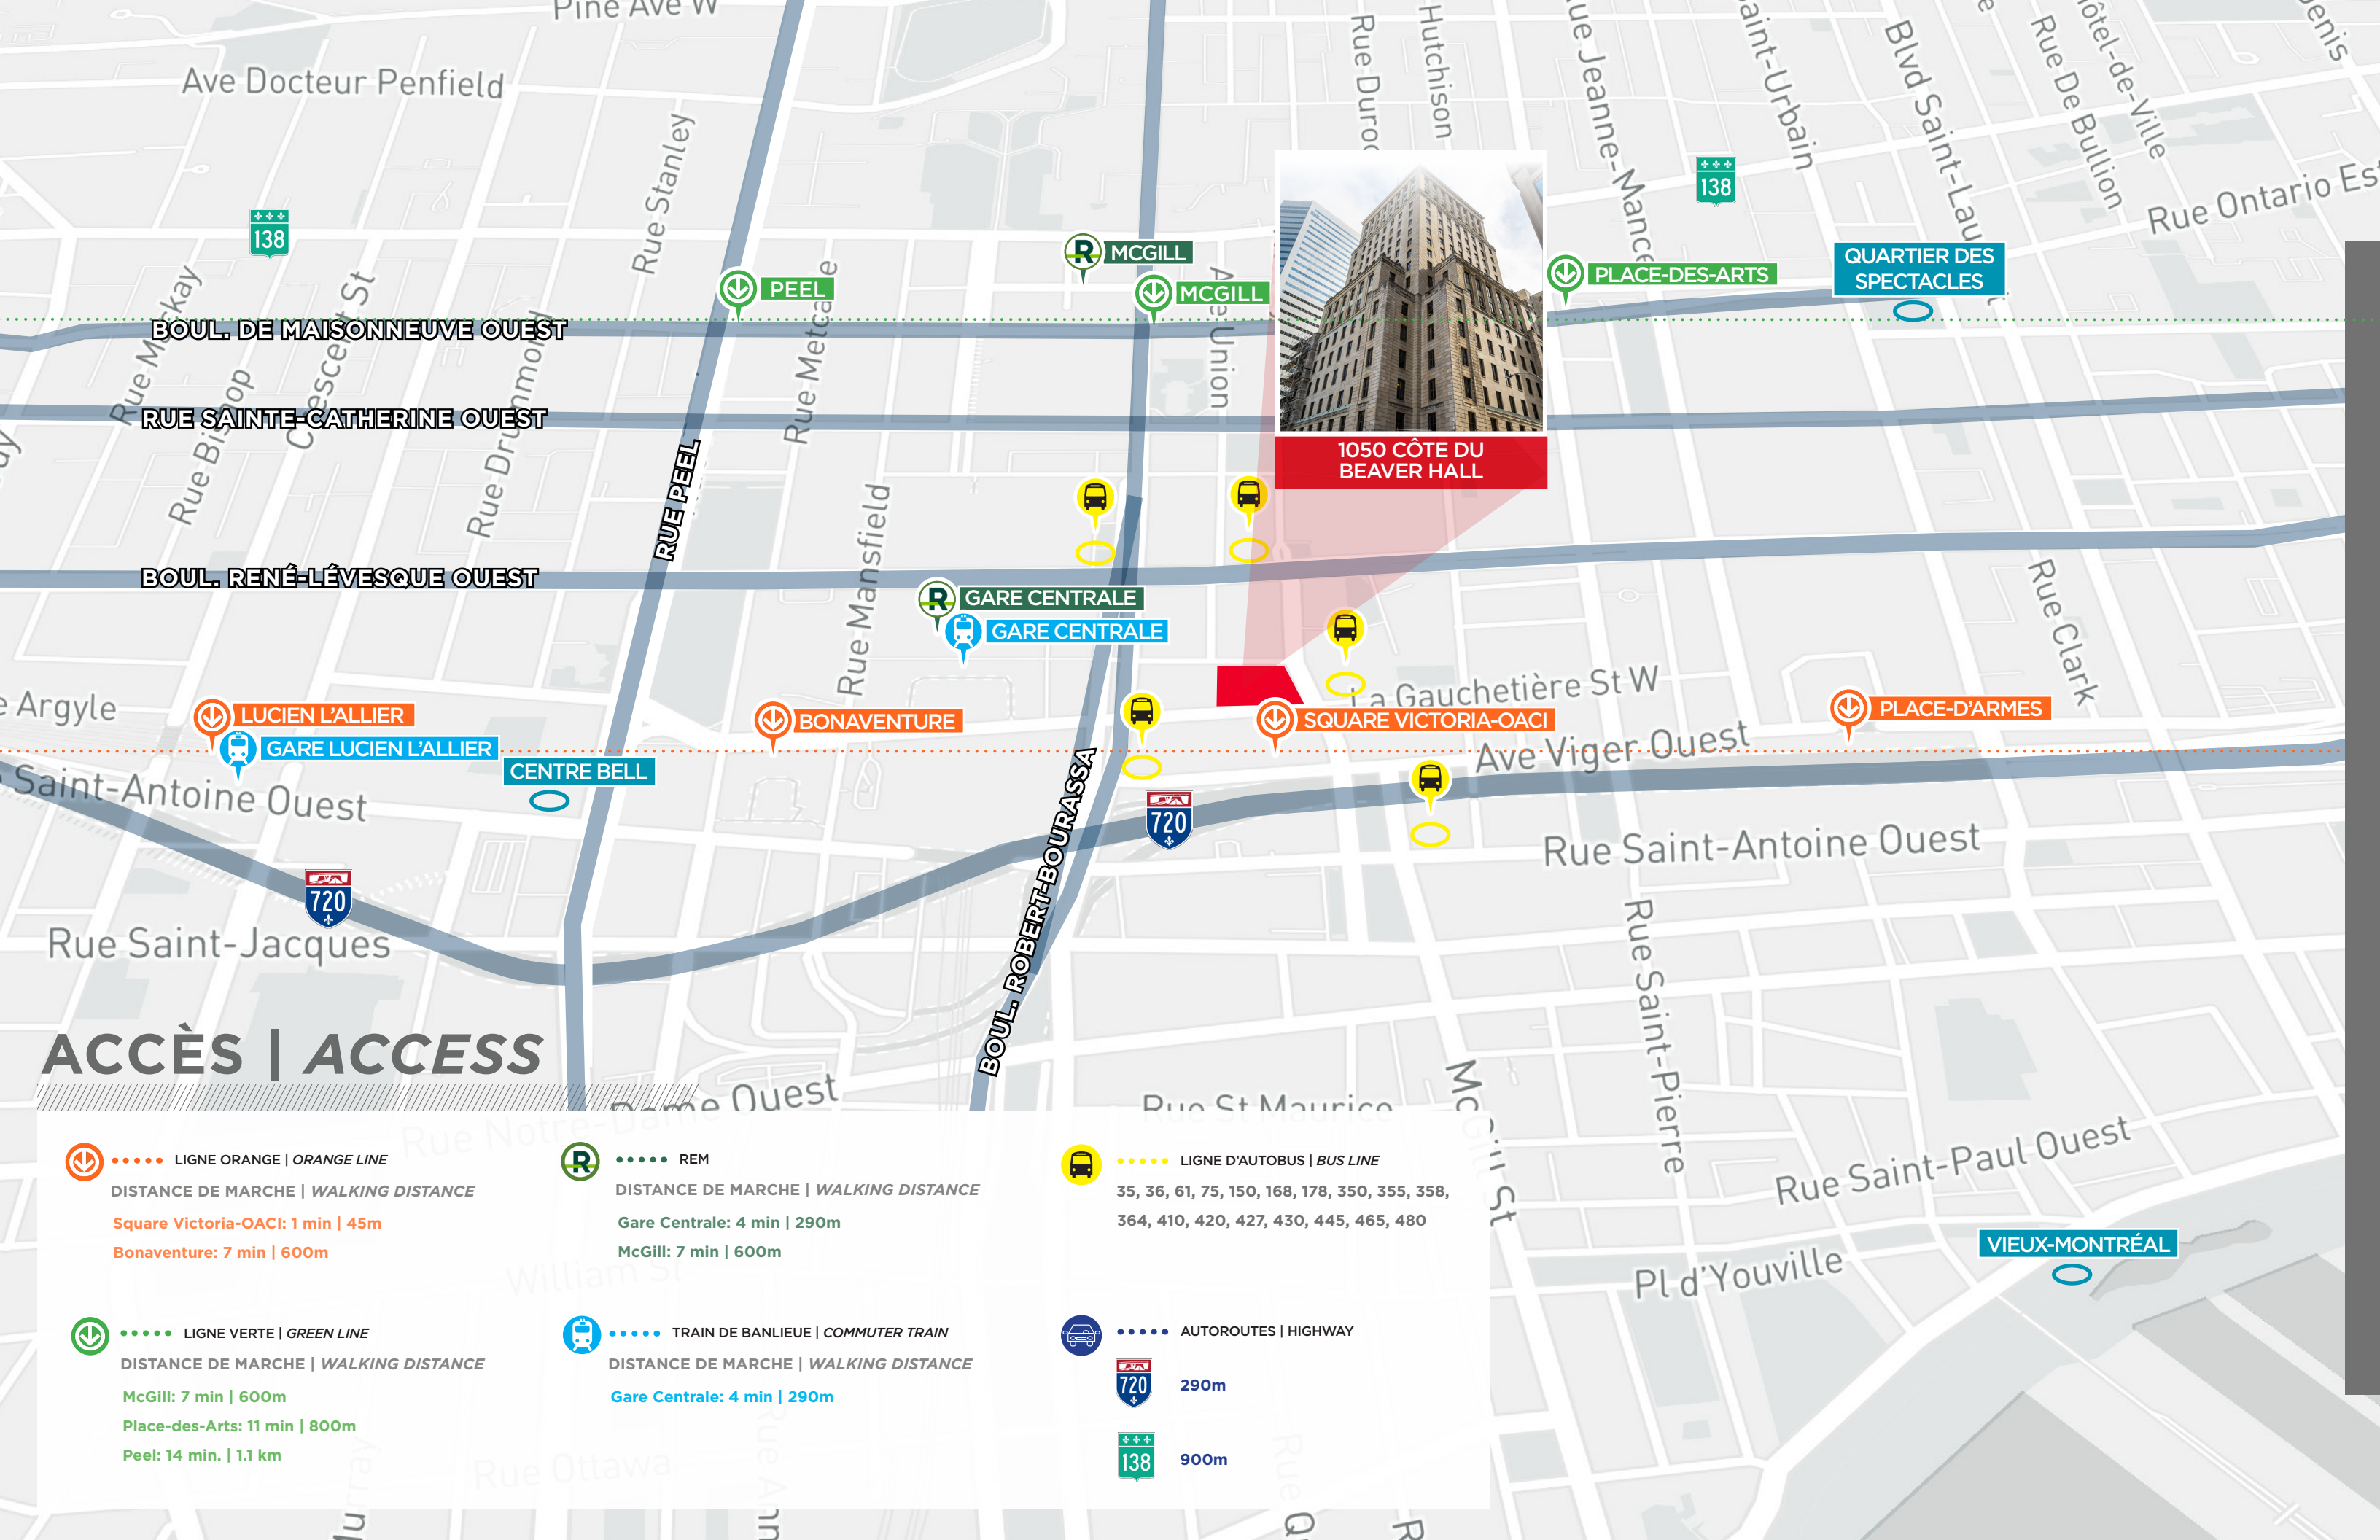 Pine Ave W
Ave Docteur Penfield
Rue Stanley
Hutchison
Rue Jeanne-Mance
Saint-Urbain
Rue De Bullion
Hôtel-de-Ville
Rue Ontario Es
138
138
MCGILL
PEEL
MCGILL
PLACE-DES-ARTS
QUARTIER DES
SPECTACLES
BOUL. DE MAISONNEUVE OUEST
Rue Mckay
Crescent St
Rue Drummond
Rue Metcalfe
Ave Union
RUE SAINTE-CATHERINE OUEST
Rue Bishop
1050 CÔTE DU
BEAVER HALL
RUE PEEL
Rue Mansfield
BOUL. RENÉ-LÉVESQUE OUEST
GARE CENTRALE
GARE CENTRALE
Rue Clark
e Argyle
La Gauchetière St W
LUCIEN L'ALLIER
GARE LUCIEN L'ALLIER
BONAVENTURE
SQUARE VICTORIA-OACI
PLACE-D'ARMES
Ave Viger Ouest
CENTRE BELL
e Saint-Antoine Ouest
720
BOUL. ROBERT-BOURASSA
Rue Saint-Antoine Ouest
720
Rue Saint-Jacques
Rue Saint-Pierre
McGill St
Rue Saint-Paul Ouest
Pl d'Youville
VIEUX-MONTRÉAL
ACCÈS | ACCESS
Rue Notre-Dame Ouest
Rue St Maurice
LIGNE ORANGE | ORANGE LINE
DISTANCE DE MARCHE | WALKING DISTANCE
Square Victoria-OACI: 1 min | 45m
Bonaventure: 7 min | 600m
REM
DISTANCE DE MARCHE | WALKING DISTANCE
Gare Centrale: 4 min | 290m
McGill: 7 min | 600m
William St
LIGNE D'AUTOBUS | BUS LINE
35, 36, 61, 75, 150, 168, 178, 350, 355, 358,
364, 410, 420, 427, 430, 445, 465, 480
LIGNE VERTE | GREEN LINE
DISTANCE DE MARCHE | WALKING DISTANCE
McGill: 7 min | 600m
Place-des-Arts: 11 min | 800m
Peel: 14 min. | 1.1 km
TRAIN DE BANLIEUE | COMMUTER TRAIN
DISTANCE DE MARCHE | WALKING DISTANCE
Gare Centrale: 4 min | 290m
AUTOROUTES | HIGHWAY
720
290m
138
900m
Rue Ottawa